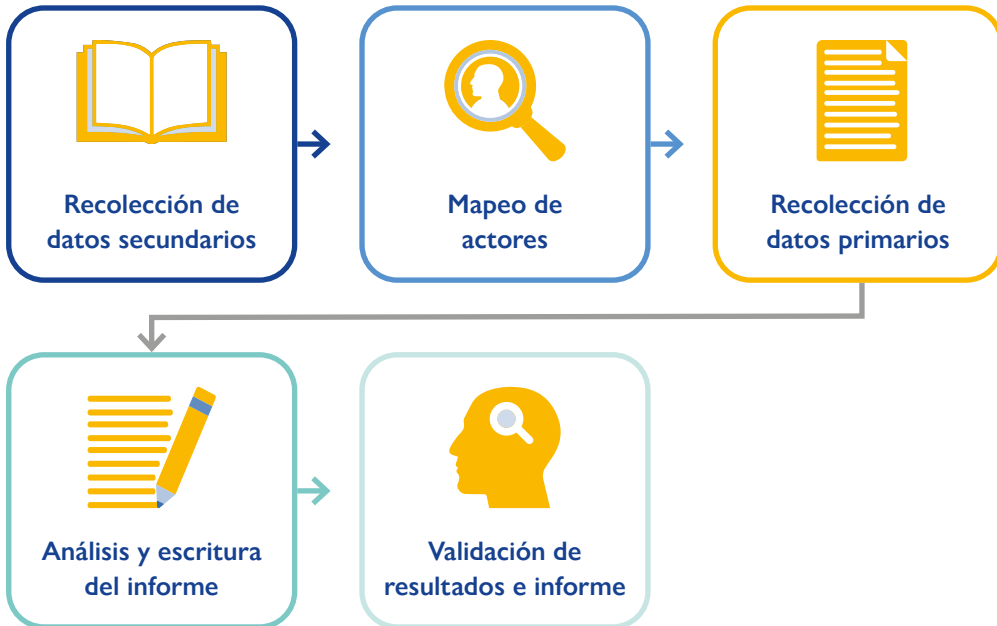 Recolección de
datos secundarios
Mapeo de
actores
Recolección de
datos primarios
Análisis y escritura
del informe
Validación de
resultados e informe